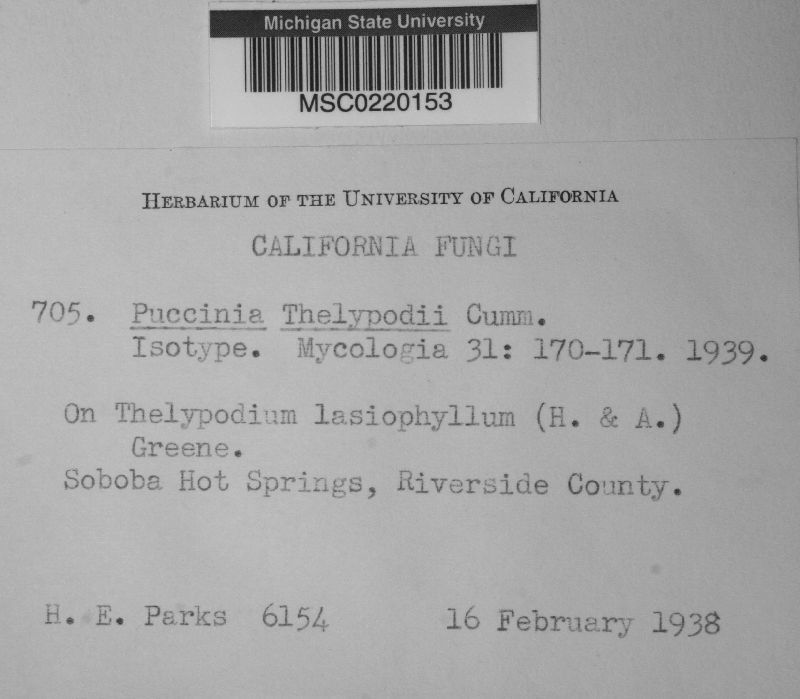 Michigan State University
MSC0220153
HERBARIUM OF THE UNIVERSITY OF CALIFORNIA
CALIFORNIA FUNGI
705. Puccinia Thelypodii Cumm.
Isotype. Mycologia 31: 170-171. 1939.
On Thelypodium lasiophyllum (H. & A.)
Greene.
Soboba Hot Springs, Riverside County.
H. E. Parks 6154 16 February 1938